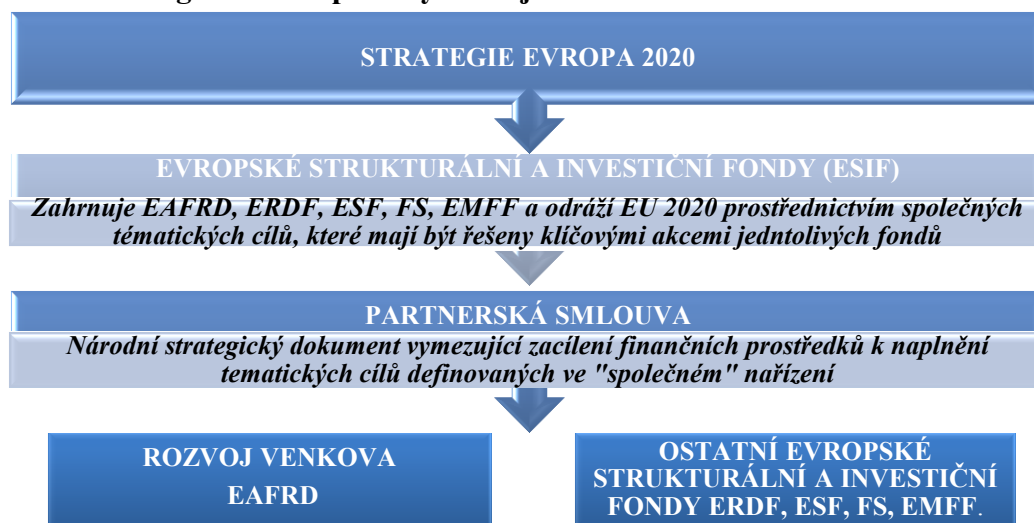 STRATEGIE EVROPA 2020
EVROPSKÉ STRUKTURÁLNÍ A INVESTIČNÍ FONDY (ESIF)
Zahrnuje EAFRD, ERDF, ESF, FS, EMFF a odráží EU 2020 prostřednictvím společných
tématických cílů, které mají být řešeny klíčovými akcemi jedntolivých fondů
PARTNERSKÁ SMLOUVA
Národní strategický dokument vymezující zacílení finančních prostředků k naplnění
tematických cílů definovaných ve "společném" nařízení
ROZVOJ VENKOVA
EAFRD
OSTATNÍ EVROPSKÉ
STRUKTURÁLNÍ A INVESTIČNÍ
FONDY ERDF, ESF, FS, EMFF.